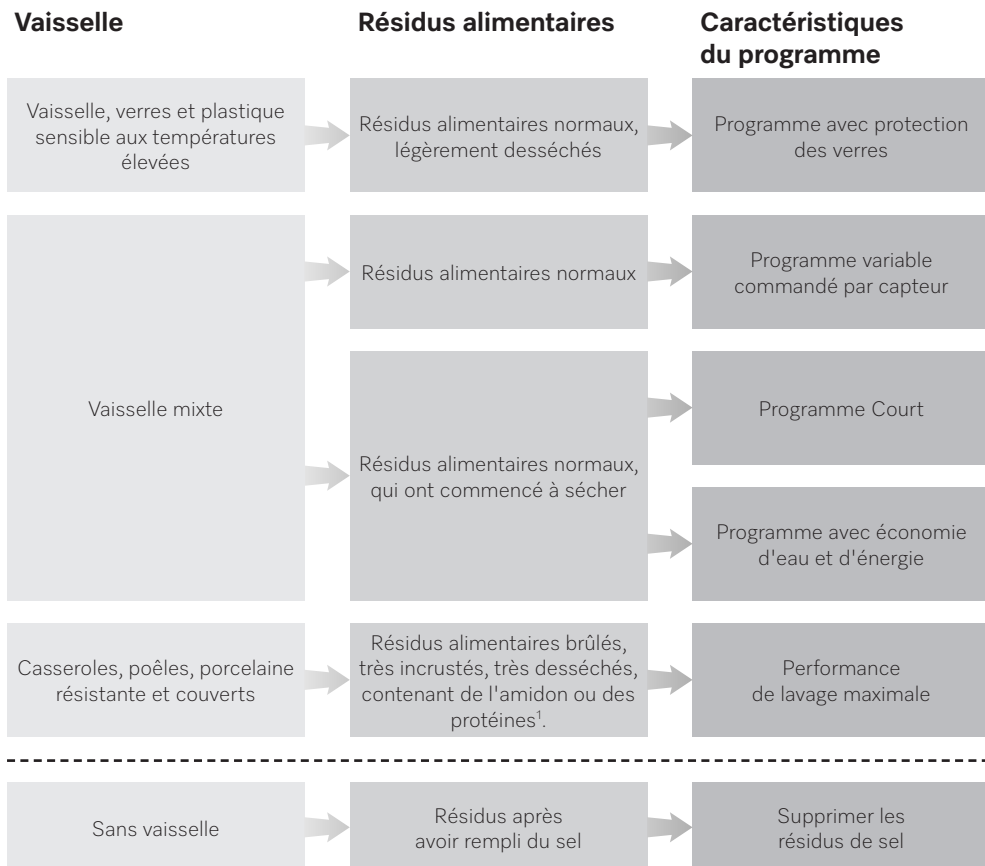 Vaisselle
Résidus alimentaires
Caractéristiques
du programme
Vaisselle, verres et plastique
sensible aux températures
élevées
Résidus alimentaires normaux,
légèrement desséchés
Programme avec protection
des verres
Vaisselle mixte
Résidus alimentaires normaux
Programme variable
commandé par capteur
Résidus alimentaires normaux,
qui ont commencé à sécher
Programme Court
Programme avec économie
d'eau et d'énergie
Casseroles, poêles, porcelaine
résistante et couverts
Résidus alimentaires brûlés,
très incrustés, très desséchés,
contenant de l'amidon ou des
protéines¹.
Performance
de lavage maximale
Sans vaisselle
Résidus après
avoir rempli du sel
Supprimer les
résidus de sel